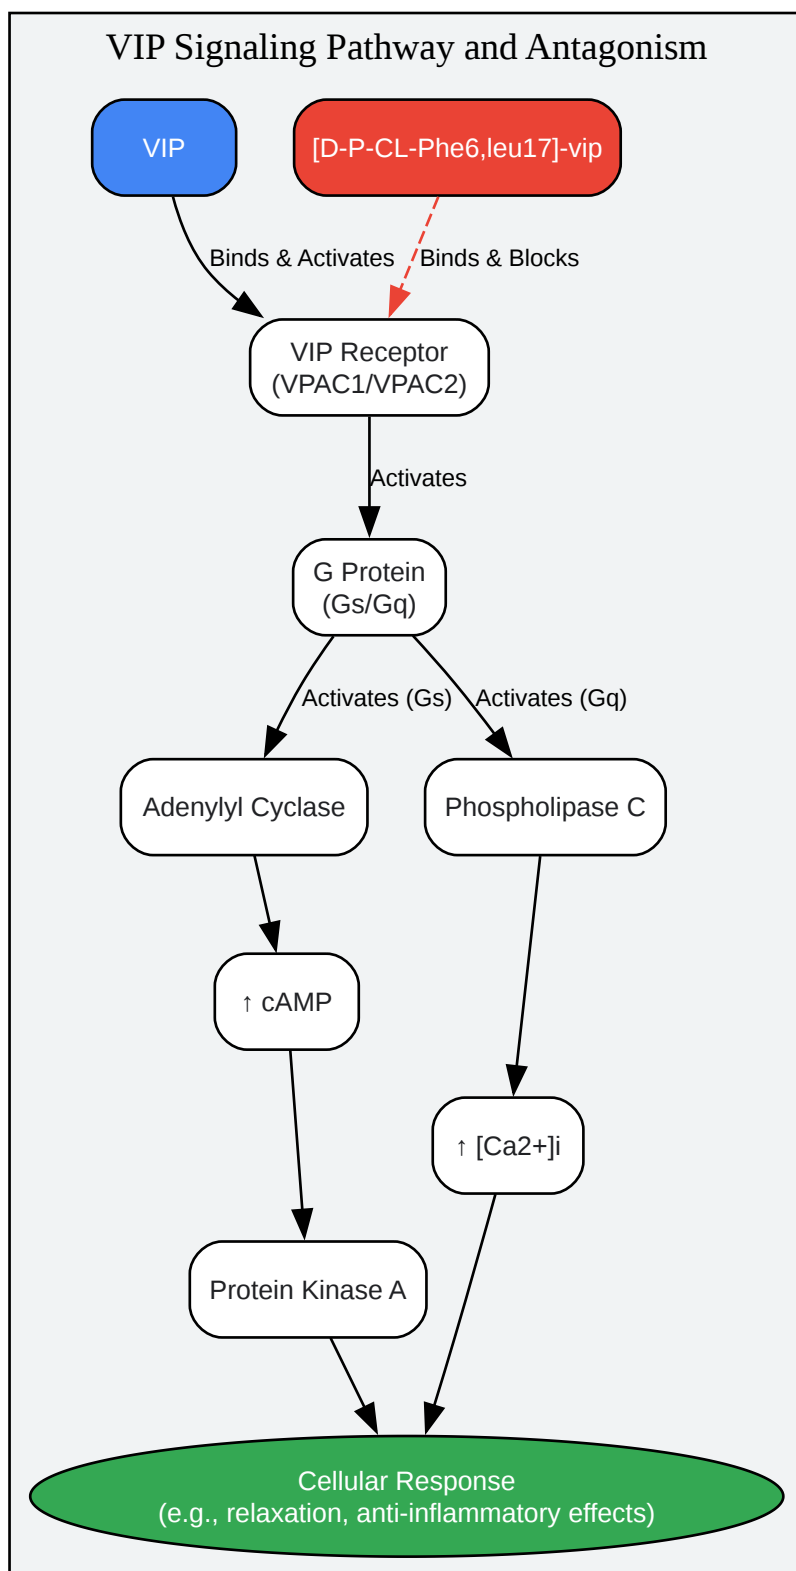 VIP Signaling Pathway and Antagonism
VIP
[D-P-CL-Phe6,leu17]-vip
Binds & Activates
Binds & Blocks
VIP Receptor
(VPAC1/VPAC2)
Activates
G Protein
(Gs/Gq)
Activates (Gs)
Activates (Gq)
Adenylyl Cyclase
Phospholipase C
↑ cAMP
↑ [Ca2+]i
Protein Kinase A
Cellular Response
(e.g., relaxation, anti-inflammatory effects)